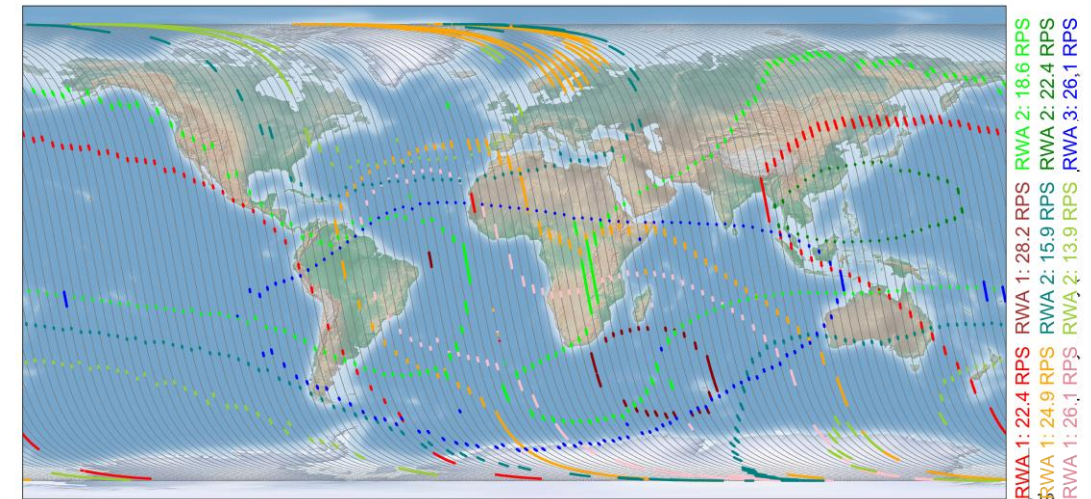 RWA 1: 22.4 RPS RWA 1: 28.2 RPS RWA 2: 18.6 RPS
RWA 1: 24.9 RPS RWA 2: 15.9 RPS RWA 2: 22.4 RPS
RWA 1: 26.1 RPS RWA 2: 13.9 RPS RWA 3: 26,1 RPS